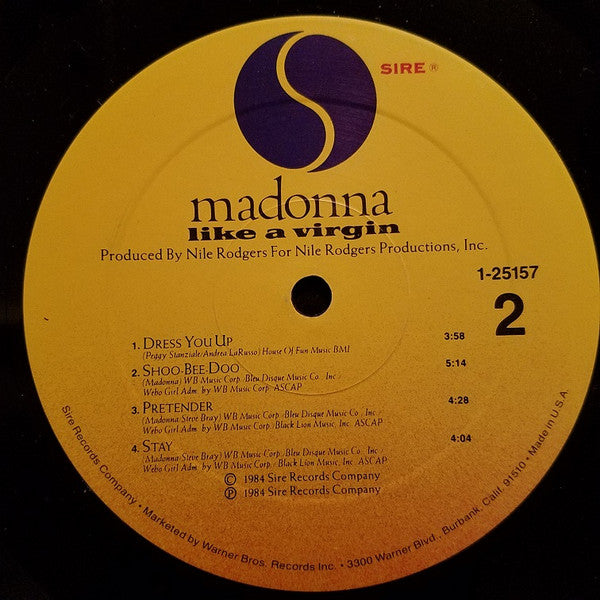 SIRE ®
madonna
like a virgin
Produced By Nile Rodgers For Nile Rodgers Productions, Inc.
1-25157
2
1. DRESS YOU UP 3:58
(Peggy Stanziale/Andrea LaRusso) House Of Fun Music BMI
2. SHOO-BEE-DOO 5:14
(Madonna) WB Music Corp./Bleu Disque Music Co., Inc./
Webo Girl Adm. by WB Music Corp. ASCAP
3. PRETENDER 4:28
(Madonna/Steve Bray) WB Music Corp./Bleu Disque Music Co., Inc./
Webo Girl Adm. by WB Music Corp./Black Lion Music, Inc. ASCAP
4. STAY 4:04
(Madonna/Steve Bray) WB Music Corp./Bleu Disque Music Co., Inc./
Webo Girl Adm. by WB Music Corp./Black Lion Music, Inc. ASCAP
© 1984 Sire Records Company
℗ 1984 Sire Records Company
Sire Records Company • Marketed by Warner Bros. Records Inc. • 3300 Warner Blvd., Burbank, Calif. 91510 • Made in U.S.A.